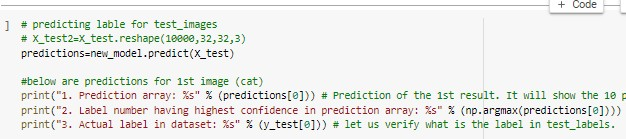 + Code
] # predicting lable for test_images
# X_test2=X_test.reshape(10000,32,32,3)
predictions=new_model.predict(X_test)
#below are predictions for 1st image (cat)
print("1. Prediction array: %s" % (predictions[0])) # Prediction of the 1st result. It will show the 10 p
print("2. Label number having highest confidence in prediction array: %s" % (np.argmax(predictions[0])))
print("3. Actual label in dataset: %s" % (y_test[0])) # let us verify what is the label in test_labels.